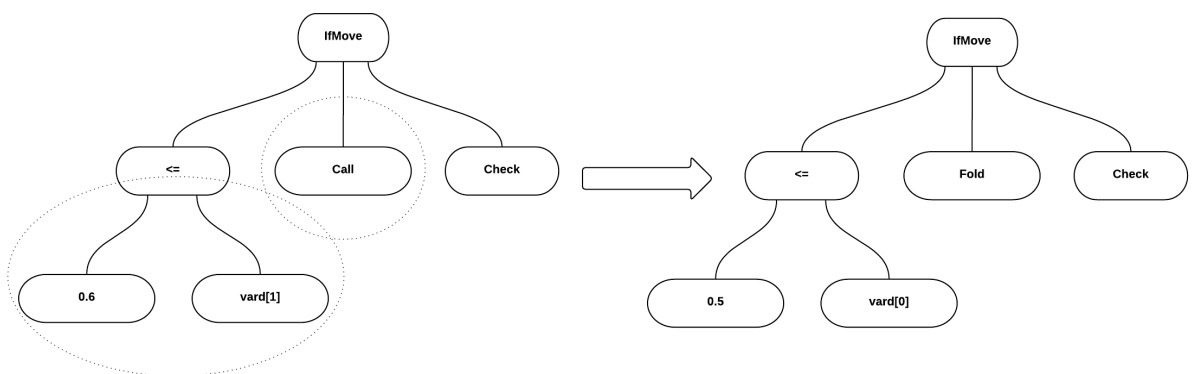 IfMove
<=
Call
Check
0.6
vard[1]
IfMove
<=
Fold
Check
0.5
vard[0]